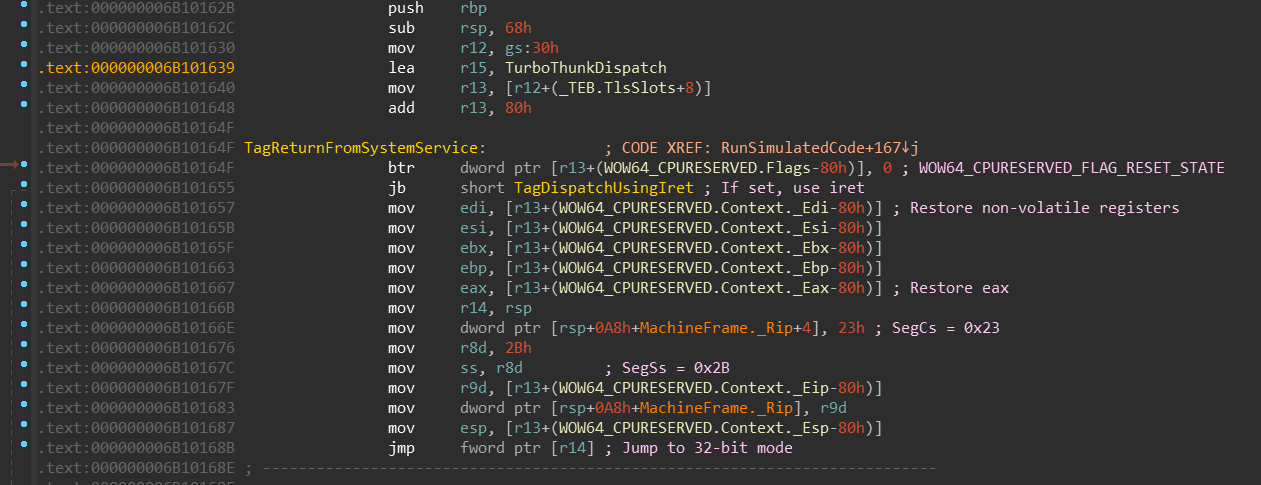 .text:000000006B10162B push rbp
.text:000000006B10162C sub rsp, 68h
.text:000000006B101630 mov r12, gs:30h
.text:000000006B101639 lea r15, TurboThunkDispatch
.text:000000006B101640 mov r13, [r12+(_TEB.TlsSlots+8)]
.text:000000006B101648 add r13, 80h
.text:000000006B10164F
.text:000000006B10164F TagReturnFromSystemService: ; CODE XREF: RunSimulatedCode+167↓j
.text:000000006B10164F btr dword ptr [r13+(WOW64_CPURESERVED.Flags-80h)], 0 ; WOW64_CPURESERVED_FLAG_RESET_STATE
.text:000000006B101655 jb short TagDispatchUsingIret ; If set, use iret
.text:000000006B101657 mov edi, [r13+(WOW64_CPURESERVED.Context._Edi-80h)] ; Restore non-volatile registers
.text:000000006B10165B mov esi, [r13+(WOW64_CPURESERVED.Context._Esi-80h)]
.text:000000006B10165F mov ebx, [r13+(WOW64_CPURESERVED.Context._Ebx-80h)]
.text:000000006B101663 mov ebp, [r13+(WOW64_CPURESERVED.Context._Ebp-80h)]
.text:000000006B101667 mov eax, [r13+(WOW64_CPURESERVED.Context._Eax-80h)] ; Restore eax
.text:000000006B10166B mov r14, rsp
.text:000000006B10166E mov dword ptr [rsp+0A8h+MachineFrame._Rip+4], 23h ; SegCs = 0x23
.text:000000006B101676 mov r8d, 2Bh
.text:000000006B10167C mov ss, r8d ; SegSs = 0x2B
.text:000000006B10167F mov r9d, [r13+(WOW64_CPURESERVED.Context._Eip-80h)]
.text:000000006B101683 mov dword ptr [rsp+0A8h+MachineFrame._Rip], r9d
.text:000000006B101687 mov esp, [r13+(WOW64_CPURESERVED.Context._Esp-80h)]
.text:000000006B10168B jmp fword ptr [r14] ; Jump to 32-bit mode
.text:000000006B10168E ; ---------------------------------------------------------------------------